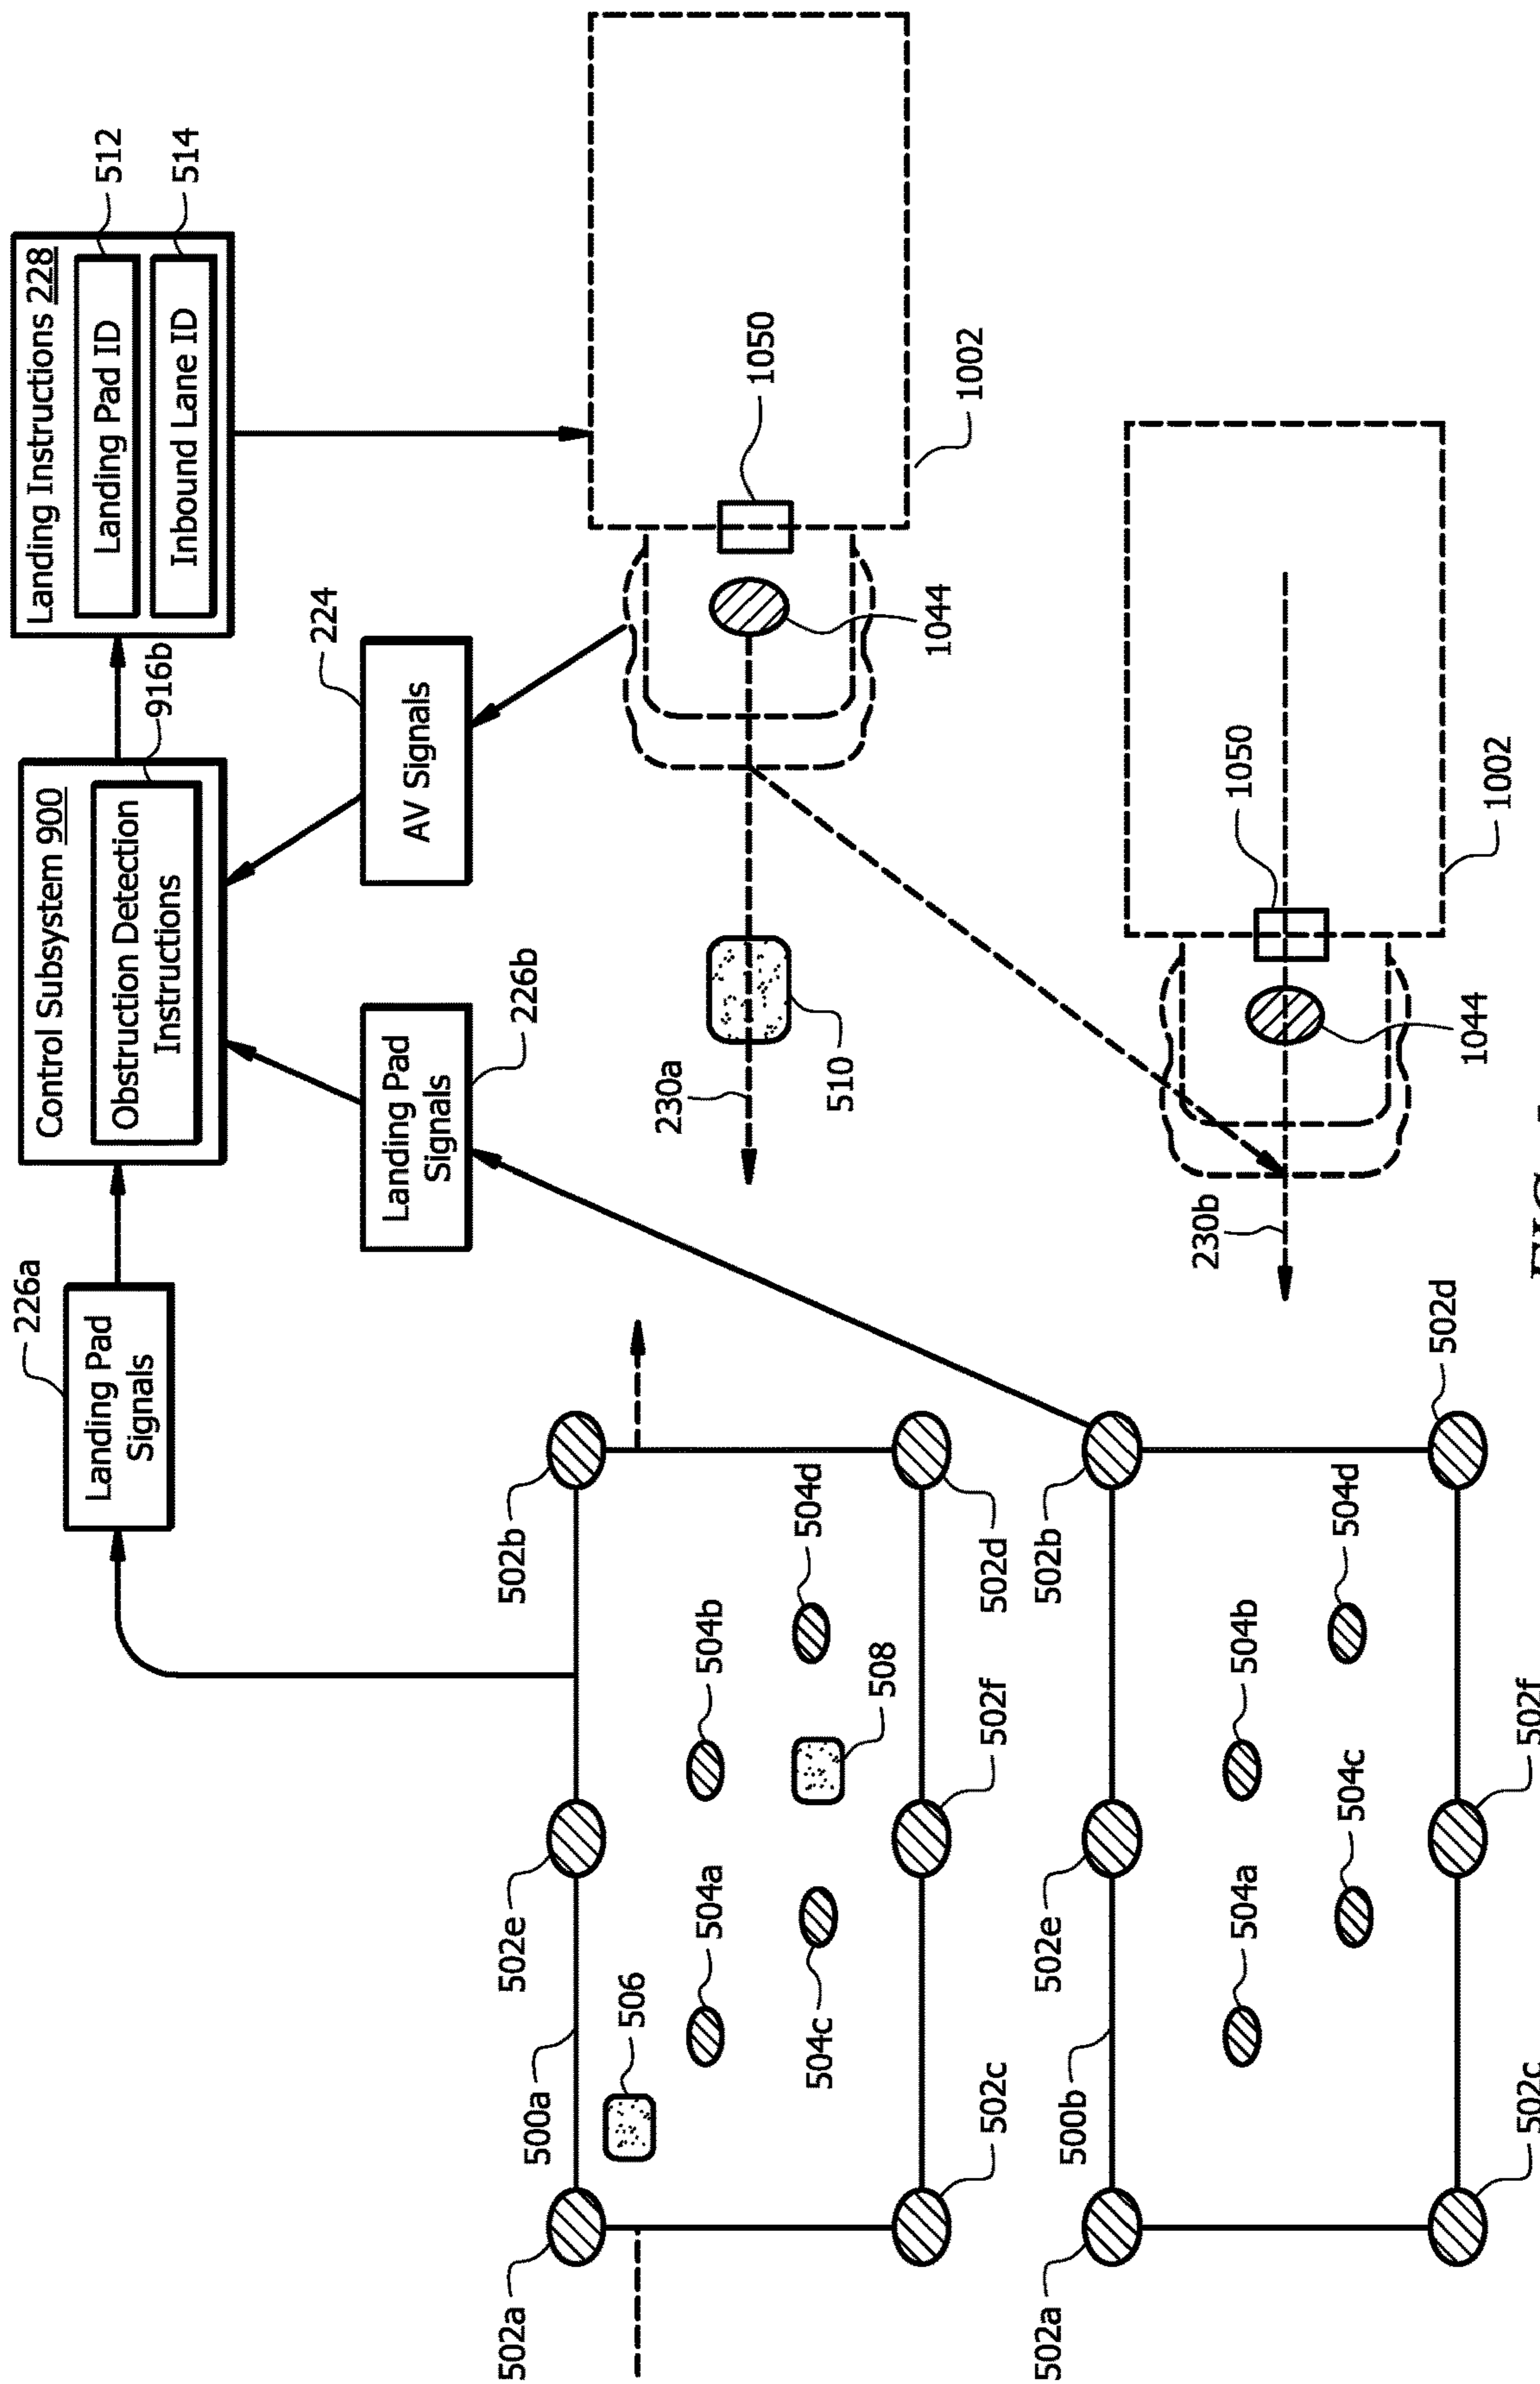 226a
Landing Pad
Signals
Control Subsystem 900
Obstruction Detection
Instructions
916b
Landing Instructions 228
Landing Pad ID
Inbound Lane ID
512
514
Landing Pad
Signals
226b
AV Signals
224
502a
500a
502e
502b
506
504a
504b
504c
508
504d
502c
502f
502d
230a
510
1044
1050
1002
502a
500b
502e
502b
504a
504b
504c
504d
502c
502f
502d
230b
1044
1050
1002